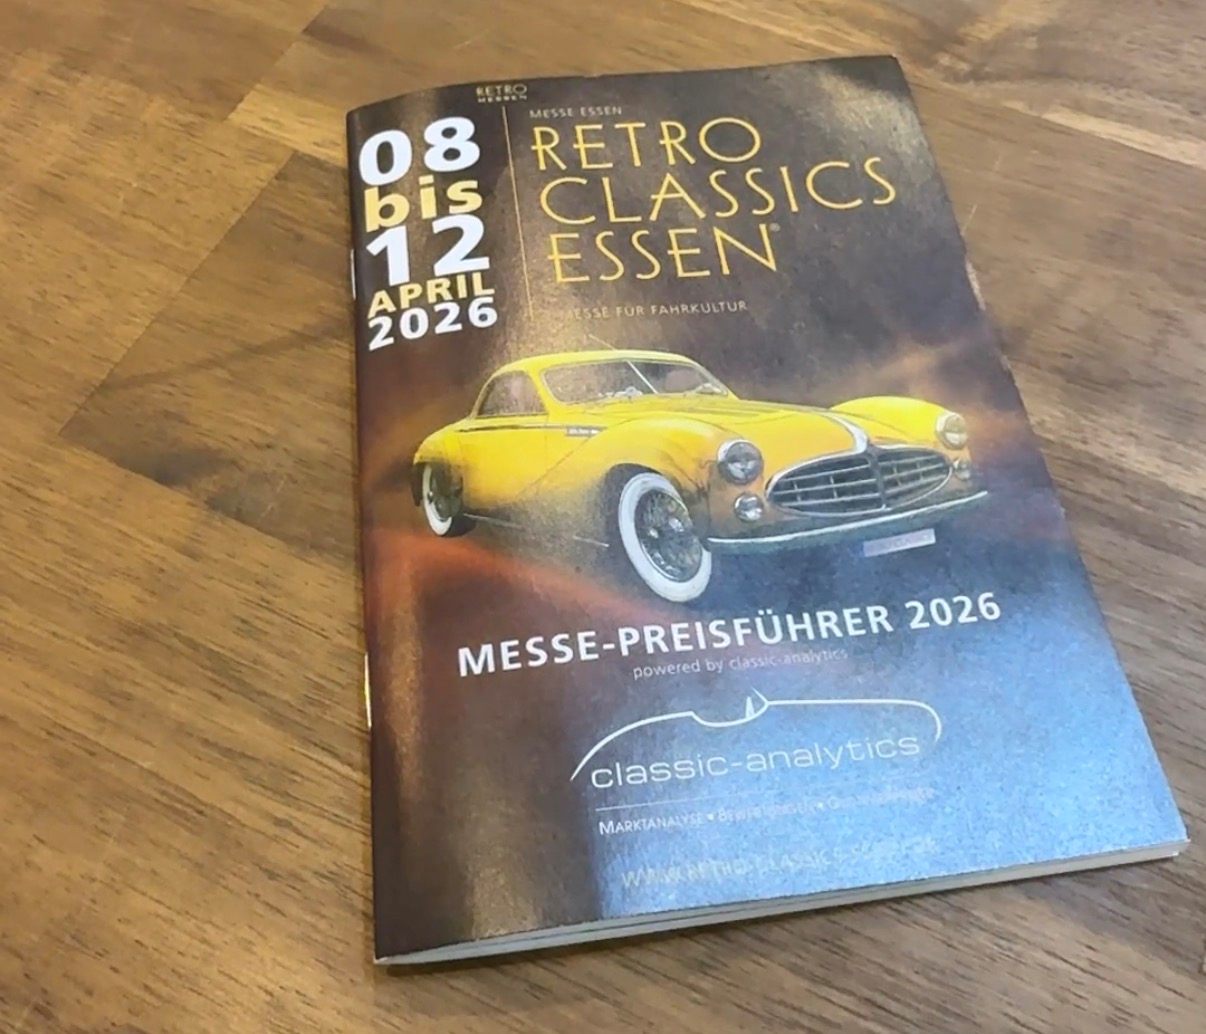 RETRO
MESSEN
08
bis
12
APRIL
2026
MESSE ESSEN
RETRO
CLASSICS
ESSEN®
MESSE FÜR FAHRKULTUR
MESSE-PREISFÜHRER 2026
powered by classic-analytics
classic-analytics
MARKTANALYSE •